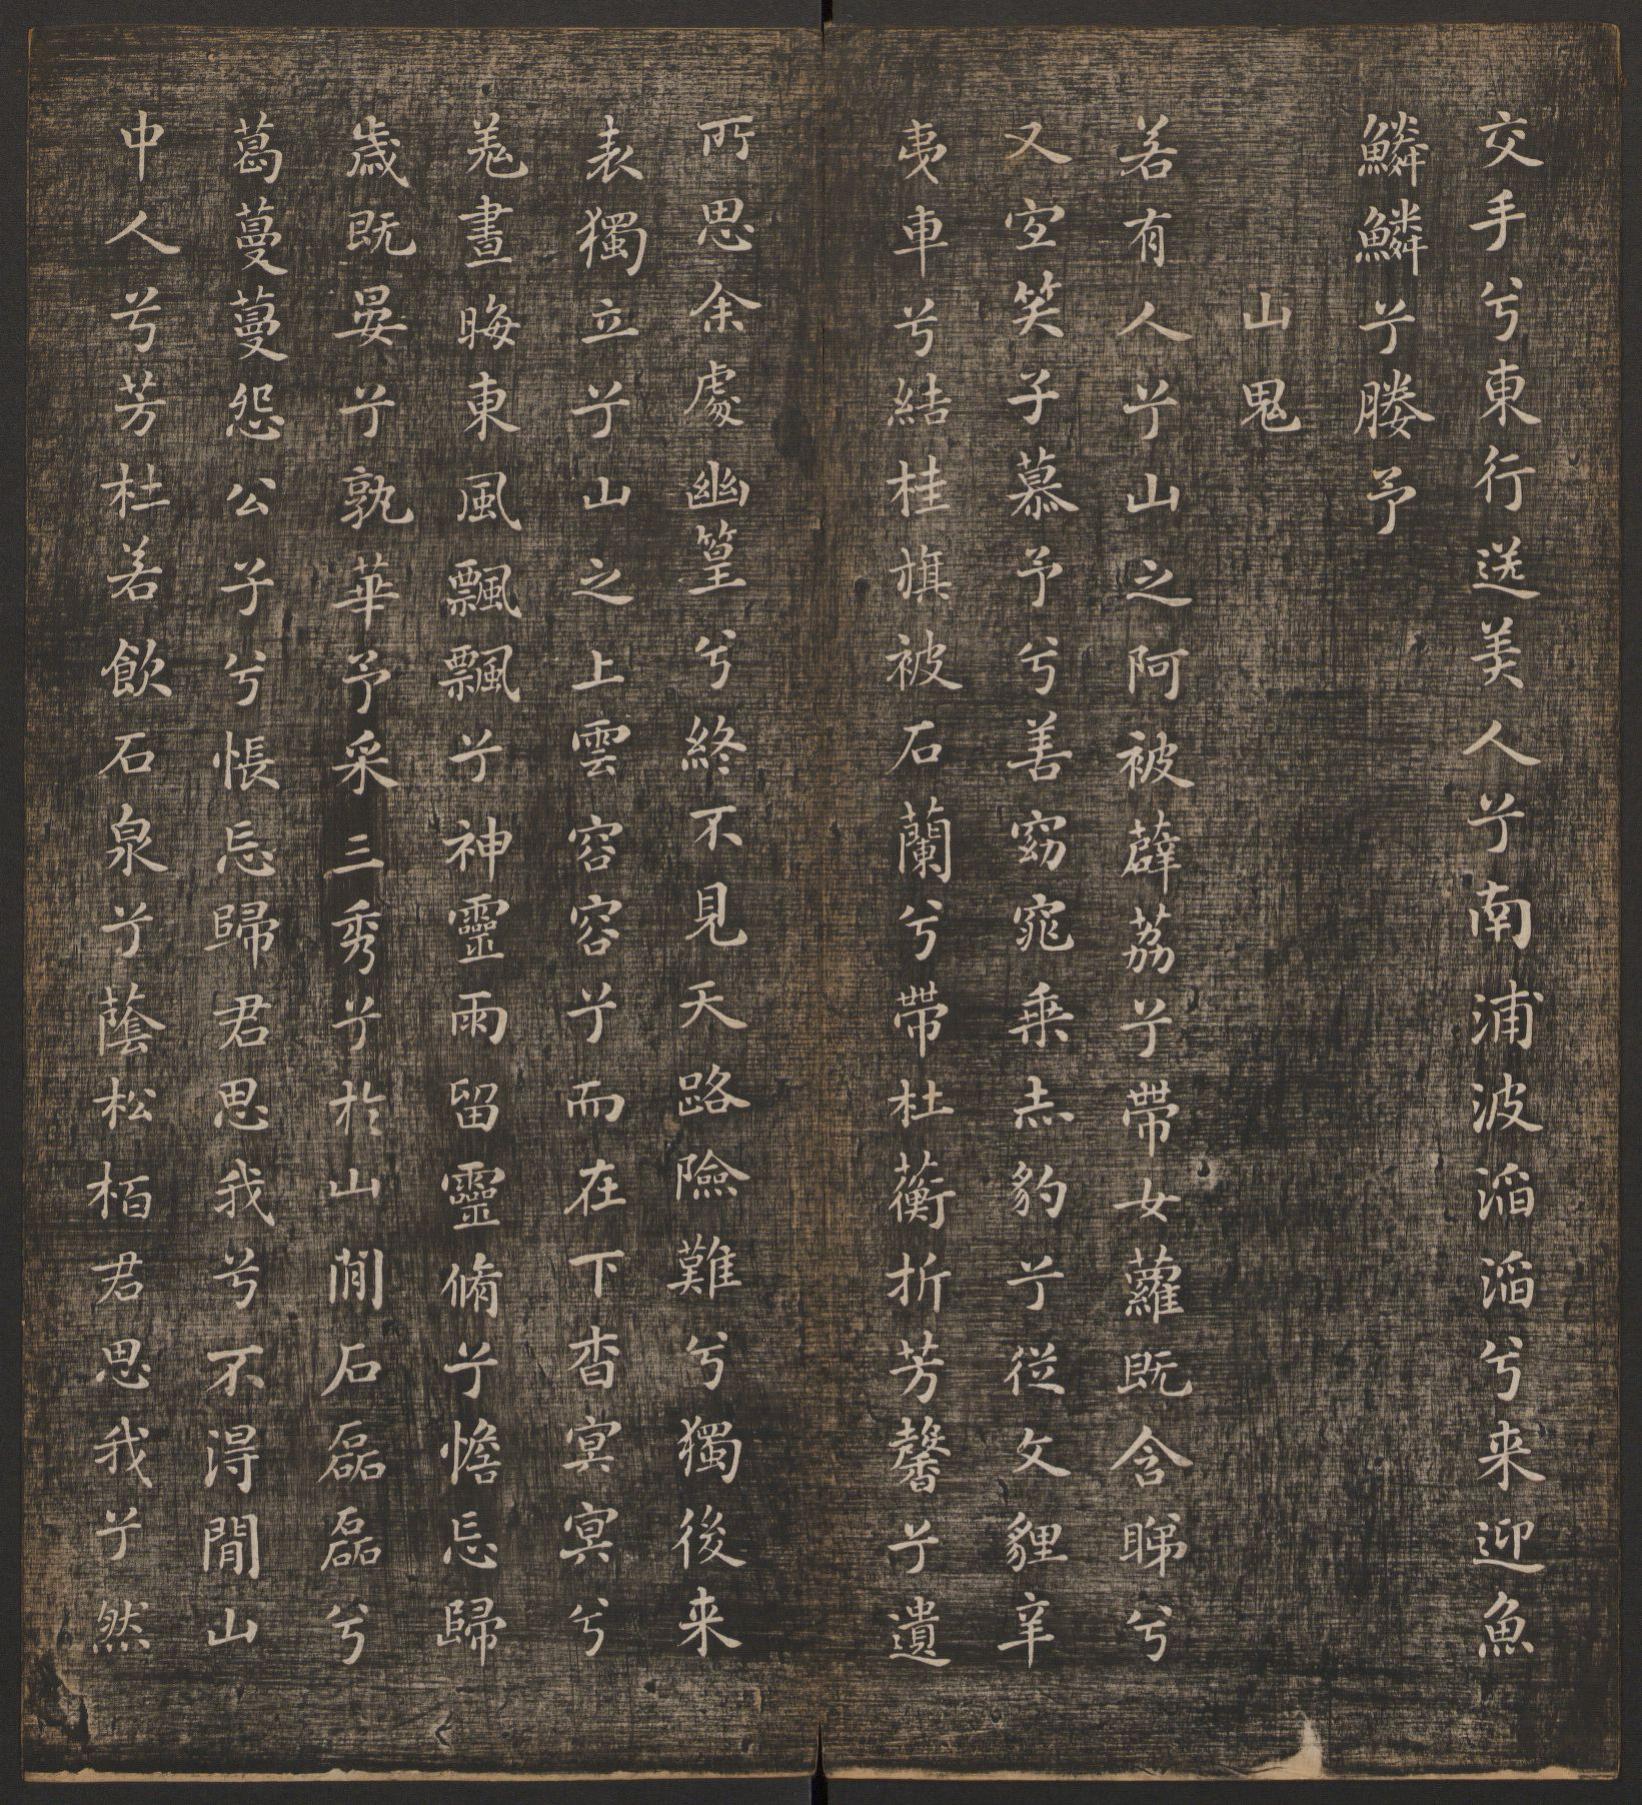 交手兮東行送美人兮南浦波滔滔兮来迎魚
鱗鱗兮媵予
山鬼
若有人兮山之阿被薜荔兮帶女蘿既含睇兮
又宜笑子慕予兮善窈窕乘赤豹兮從文貍辛
夷車兮結桂旗被石蘭兮帶杜蘅折芳馨兮遺
所思余處幽篁兮終不見天路險難兮獨後来
表獨立兮山之上雲容容兮而在下杳冥冥兮
羌晝晦東風飄飄兮神靈雨留靈脩兮憺忘歸
歲既晏兮孰華予采三秀兮於山間石磊磊兮
葛蔓蔓怨公子兮悵忘歸君思我兮不得閒山
中人兮芳杜若飲石泉兮蔭松栢君思我兮然